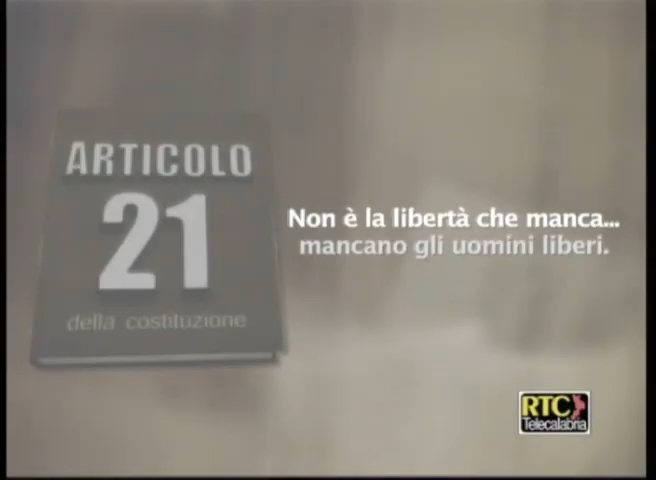 ARTICOLO
21
della costituzione
Non è la libertà che manca...
mancano gli uomini liberi.
RTC
Telecalabria